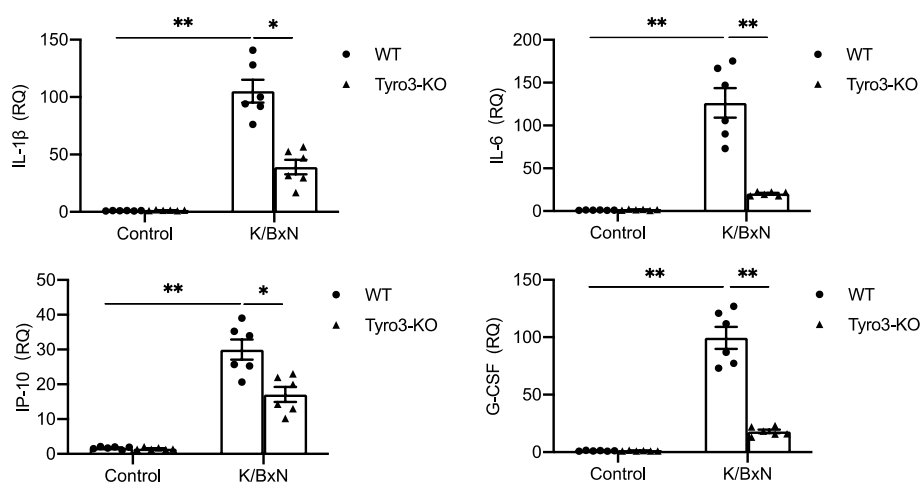 ** *
WT
Tyro3-KO
IL-1β (RQ)
150
100
50
0
Control K/BxN
** **
WT
Tyro3-KO
IL-6 (RQ)
200
150
100
50
0
Control K/BxN
** *
WT
Tyro3-KO
IP-10 (RQ)
50
40
30
20
10
0
Control K/BxN
** **
WT
Tyro3-KO
G-CSF (RQ)
150
100
50
0
Control K/BxN